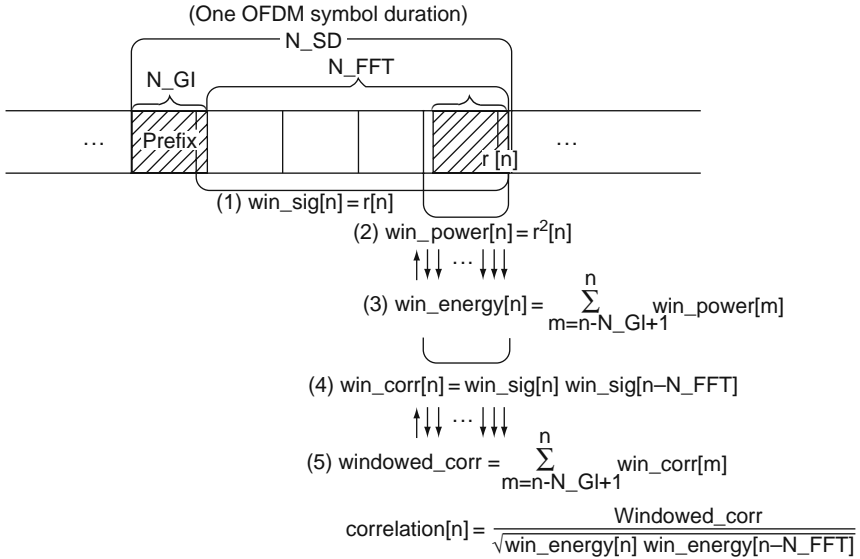 (One OFDM symbol duration)
N_SD
N_FFT
N_GI
... Prefix r [n] ...
(1) win_sig[n] = r[n]
(2) win_power[n] = r²[n]
...
(3) win_energy[n] = n Σ m=n-N_GI+1 win_power[m]
(4) win_corr[n] = win_sig[n] win_sig[n–N_FFT]
...
(5) windowed_corr = n Σ m=n-N_GI+1 win_corr[m]
correlation[n] = Windowed_corr / √win_energy[n] win_energy[n–N_FFT]